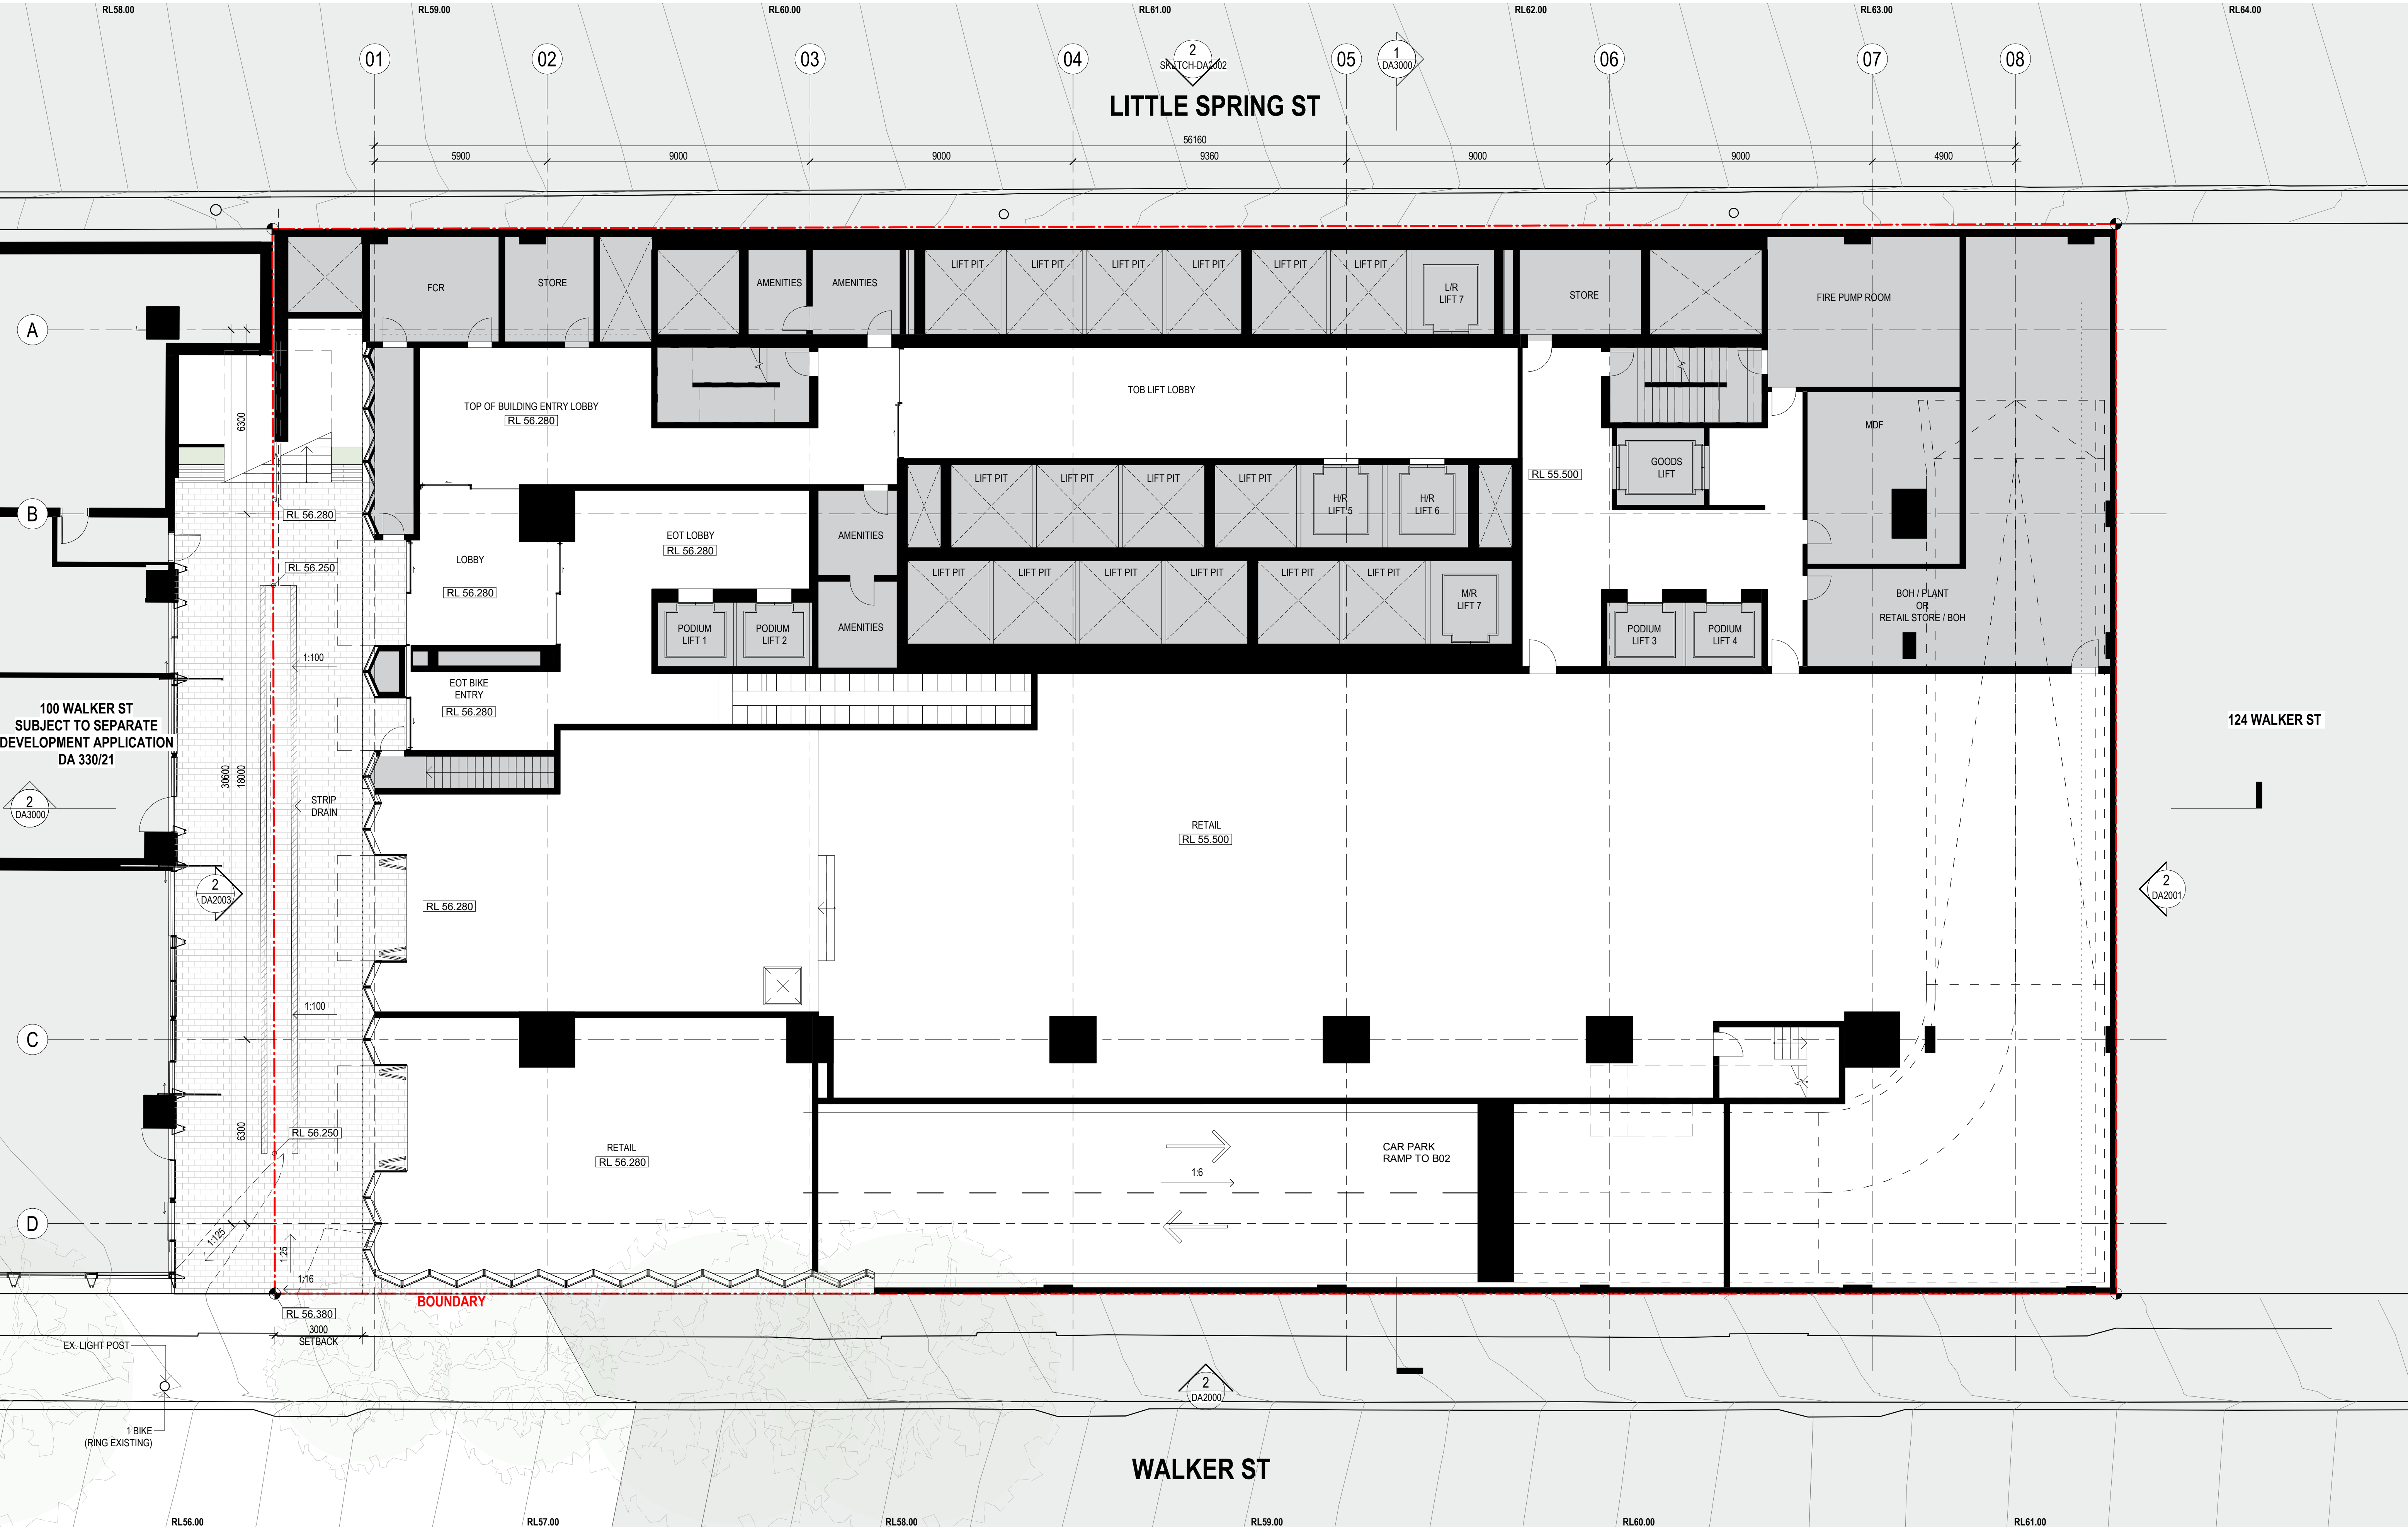 RL58.00
RL59.00
RL60.00
RL61.00
RL62.00
RL63.00
RL64.00
01
02
03
04
05
06
07
08
2
SKETCH-DA2002
1
DA3000
LITTLE SPRING ST
56160
5900
9000
9000
9360
9000
9000
4900
A
B
C
D
FCR
STORE
AMENITIES
AMENITIES
LIFT PIT
LIFT PIT
LIFT PIT
LIFT PIT
LIFT PIT
LIFT PIT
L/R
LIFT 7
STORE
FIRE PUMP ROOM
TOP OF BUILDING ENTRY LOBBY
RL 56.280
TOB LIFT LOBBY
6300
MDF
LIFT PIT
LIFT PIT
LIFT PIT
LIFT PIT
H/R
LIFT 5
H/R
LIFT 6
RL 55.500
GOODS
LIFT
RL 56.280
EOT LOBBY
RL 56.280
AMENITIES
LOBBY
RL 56.280
RL 56.250
LIFT PIT
LIFT PIT
LIFT PIT
LIFT PIT
LIFT PIT
LIFT PIT
M/R
LIFT 7
BOH / PLANT
OR
RETAIL STORE / BOH
PODIUM
LIFT 1
PODIUM
LIFT 2
AMENITIES
PODIUM
LIFT 3
PODIUM
LIFT 4
1:100
EOT BIKE
ENTRY
RL 56.280
100 WALKER ST
SUBJECT TO SEPARATE
DEVELOPMENT APPLICATION
DA 330/21
124 WALKER ST
30600
18000
2
DA3000
STRIP
DRAIN
RETAIL
RL 55.500
2
DA2003
RL 56.280
2
DA2001
1:100
6300
RL 56.250
RETAIL
RL 56.280
CAR PARK
RAMP TO B02
1:6
1:125
1:25
1:16
BOUNDARY
RL 56.380
3000
SETBACK
EX. LIGHT POST
1 BIKE
(RING EXISTING)
2
DA2000
WALKER ST
RL56.00
RL57.00
RL58.00
RL59.00
RL60.00
RL61.00